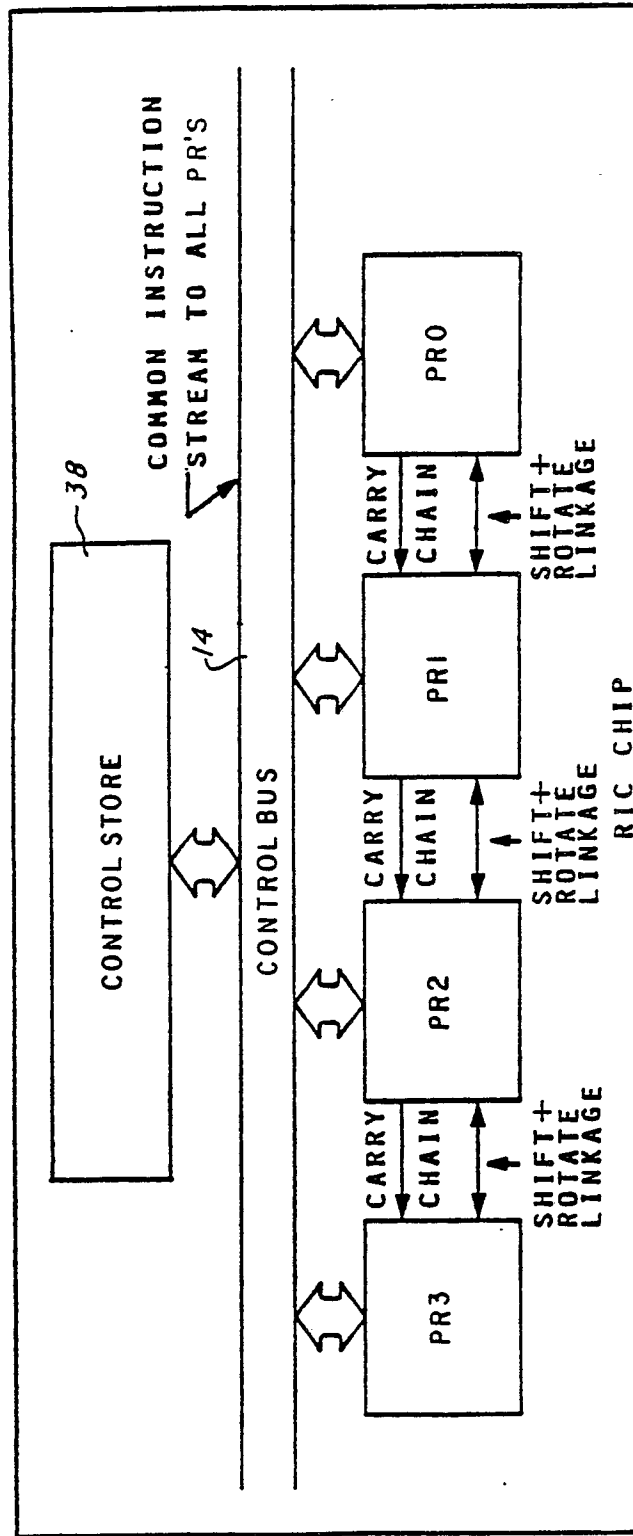 COMMON INSTRUCTION
STREAM TO ALL PR'S
38
CONTROL STORE
14
CONTROL BUS
PR3
CARRY
CHAIN
SHIFT+
ROTATE
LINKAGE
PR2
CARRY
CHAIN
SHIFT+
ROTATE
LINKAGE
PR1
CARRY
CHAIN
SHIFT+
ROTATE
LINKAGE
PR0
RIC CHIP